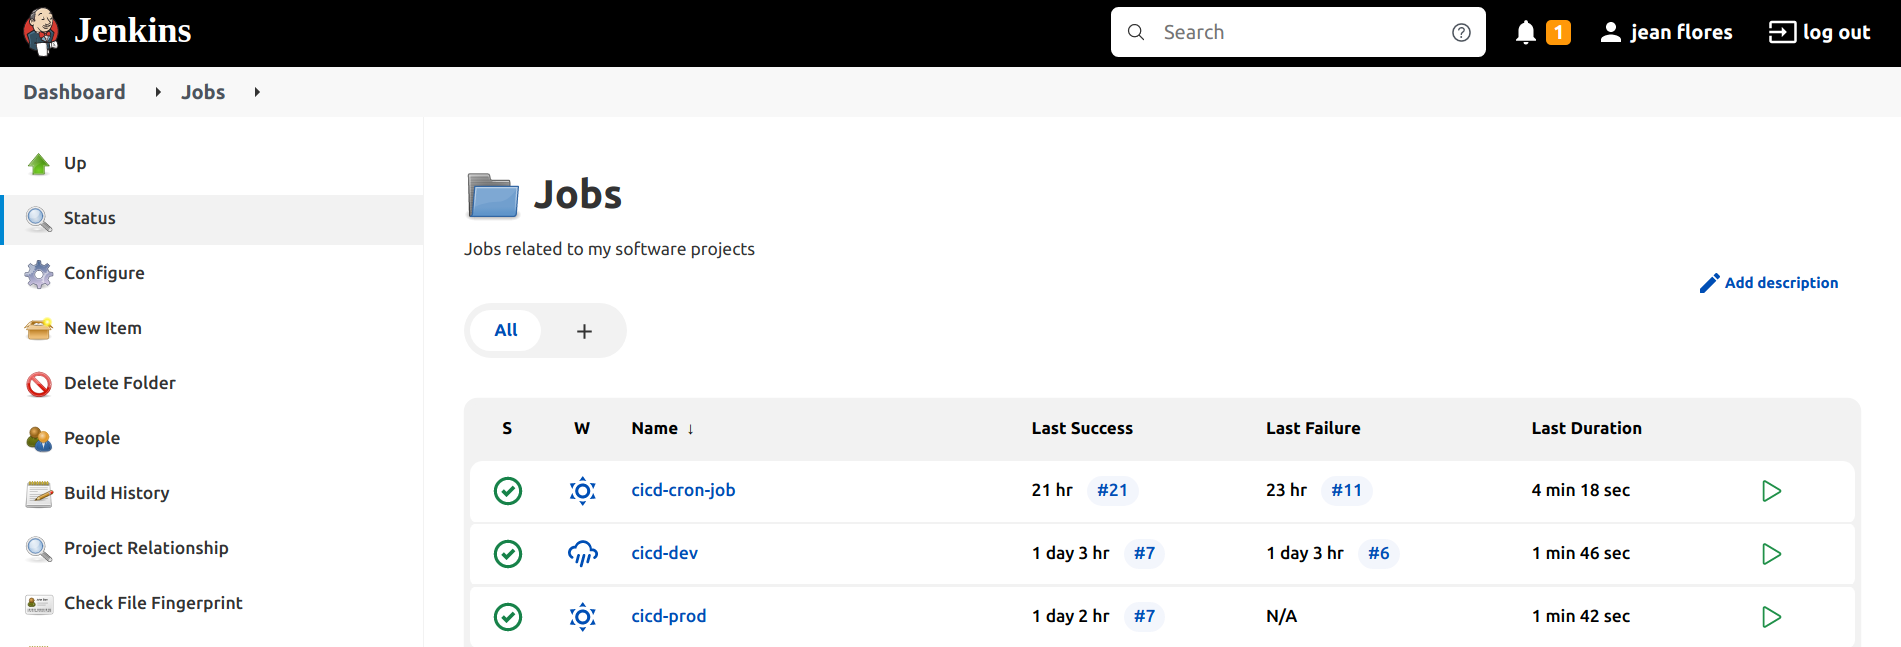 Jenkins
Search
1
jean flores
log out
Dashboard
Jobs
Up
Status
Configure
New Item
Delete Folder
People
Build History
Project Relationship
Check File Fingerprint
Jobs
Jobs related to my software projects
Add description
All +
S W Name ↓ Last Success Last Failure Last Duration
cicd-cron-job 21 hr #21 23 hr #11 4 min 18 sec
cicd-dev 1 day 3 hr #7 1 day 3 hr #6 1 min 46 sec
cicd-prod 1 day 2 hr #7 N/A 1 min 42 sec